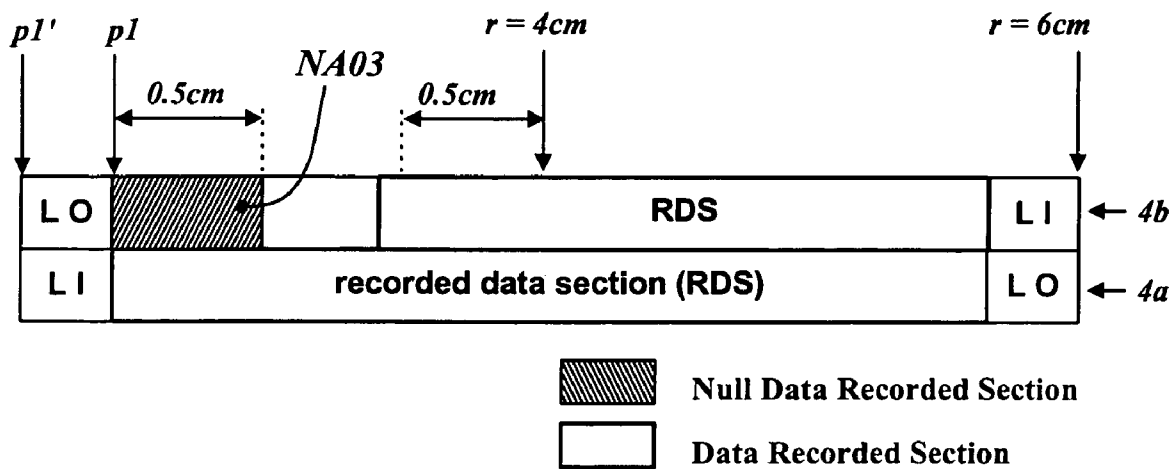 p1' p1 r = 4cm r = 6cm
NA03
0.5cm 0.5cm
L O RDS L I 4b
L I recorded data section (RDS) L O 4a
Null Data Recorded Section
Data Recorded Section